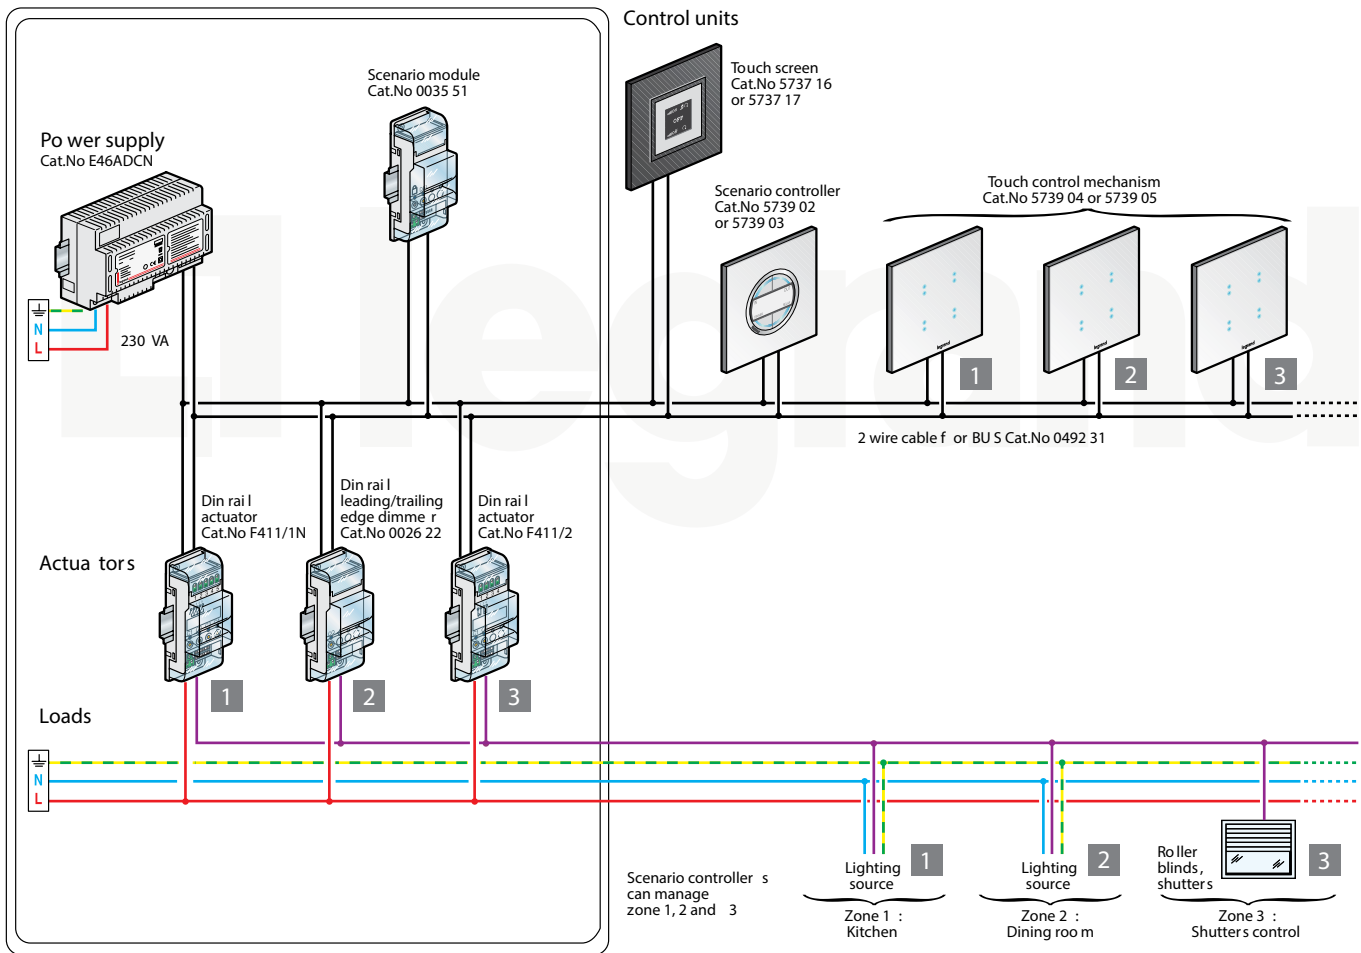 Control units
Scenario module
Cat.No 0035 51
Touch screen
Cat.No 5737 16
or 5737 17
Po wer supply
Cat.No E46ADCN
Scenario controller
Cat.No 5739 02
or 5739 03
Touch control mechanism
Cat.No 5739 04 or 5739 05
N
L
230 VA
OFF
legrand
legrand
legrand
1
2
3
legrand
2 wire cable f or BU S Cat.No 0492 31
Din rai l
actuator
Cat.No F411/1N
Din rai l
leading/trailing
edge dimme r
Cat.No 0026 22
Din rai l
actuator
Cat.No F411/2
Actua tors
1
2
3
Loads
N
L
Scenario controller s
can manage
zone 1, 2 and 3
Lighting
source
1
Zone 1 :
Kitchen
Lighting
source
2
Zone 2 :
Dining roo m
Ro ller
blinds,
shutters
3
Zone 3 :
Shutters control